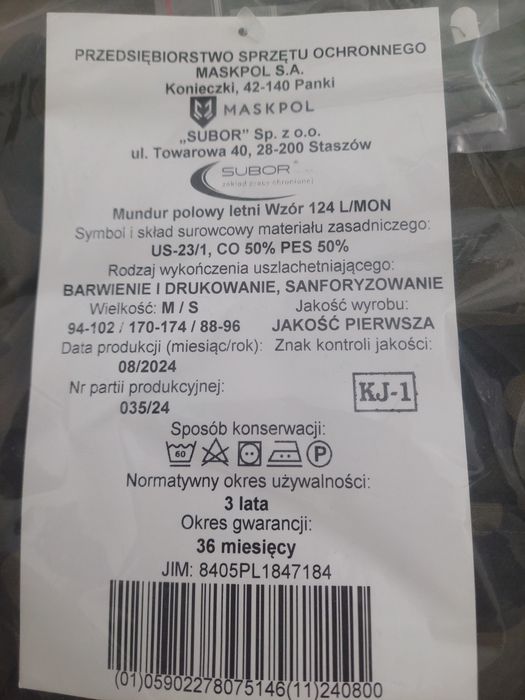 PRZEDSIĘBIORSTWO SPRZĘTU OCHRONNEGO
MASKPOL S.A.
Konieczki, 42-140 Panki
MASKPOL
„SUBOR" Sp. z o.o.
ul. Towarowa 40, 28-200 Staszów
SUBOR
zakład pracy chronionej
Mundur polowy letni Wzór 124 L/MON
Symbol i skład surowcowy materiału zasadniczego:
US-23/1, CO 50% PES 50%
Rodzaj wykończenia uszlachetniającego:
BARWIENIE I DRUKOWANIE, SANFORYZOWANIE
Wielkość: M / S Jakość wyrobu:
94-102 / 170-174 / 88-96 JAKOŚĆ PIERWSZA
Data produkcji (miesiąc/rok): Znak kontroli jakości:
08/2024
Nr partii produkcyjnej: KJ-1
035/24
Sposób konserwacji:
60 P
Normatywny okres używalności:
3 lata
Okres gwarancji:
36 miesięcy
JIM: 8405PL1847184
(01)05902278075146(11)240800